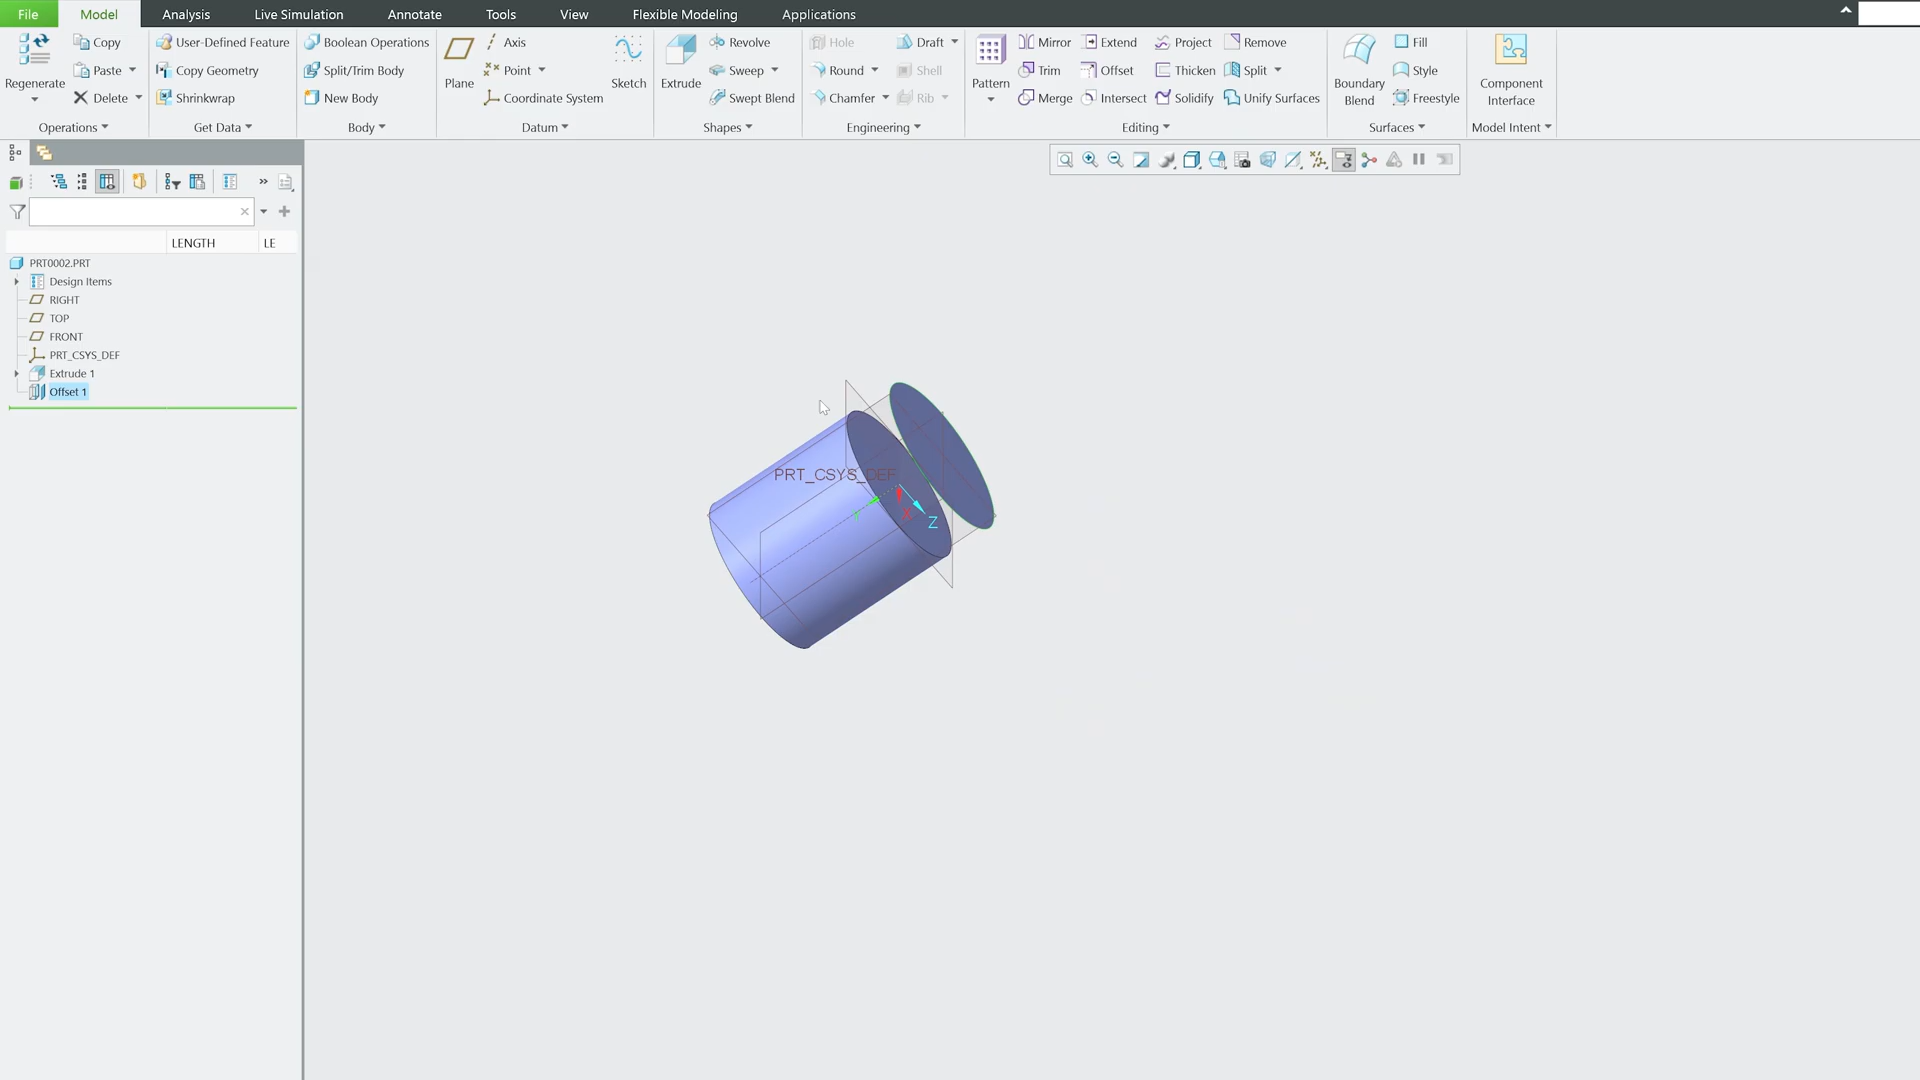 File Model Analysis Live Simulation Annotate Tools View Flexible Modeling Applications
Regenerate
Copy
Paste
Delete
Operations
User-Defined Feature
Copy Geometry
Shrinkwrap
Get Data
Boolean Operations
Split/Trim Body
New Body
Body
Plane
Axis
Point
Coordinate System
Sketch
Datum
Extrude
Revolve
Sweep
Swept Blend
Shapes
Hole
Round
Chamfer
Draft
Shell
Rib
Engineering
Pattern
Mirror
Trim
Merge
Extend
Offset
Intersect
Project
Thicken
Solidify
Remove
Split
Unify Surfaces
Editing
Boundary
Blend
Fill
Style
Freestyle
Surfaces
Component
Interface
Model Intent
LENGTH LE
PRT0002.PRT
Design Items
RIGHT
TOP
FRONT
PRT_CSYS_DEF
Extrude 1
Offset 1
PRT_CSYS_DEF
X
Y
Z